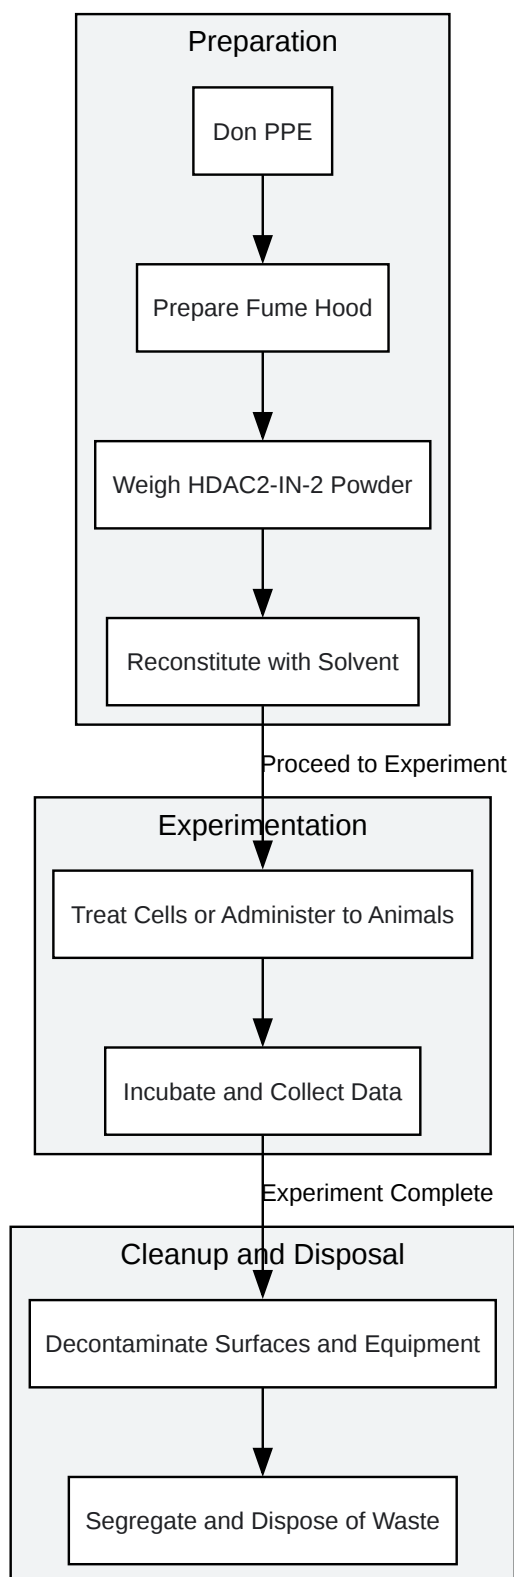 Preparation
Don PPE
Prepare Fume Hood
Weigh HDAC2-IN-2 Powder
Reconstitute with Solvent
Proceed to Experiment
Experimentation
Treat Cells or Administer to Animals
Incubate and Collect Data
Experiment Complete
Cleanup and Disposal
Decontaminate Surfaces and Equipment
Segregate and Dispose of Waste